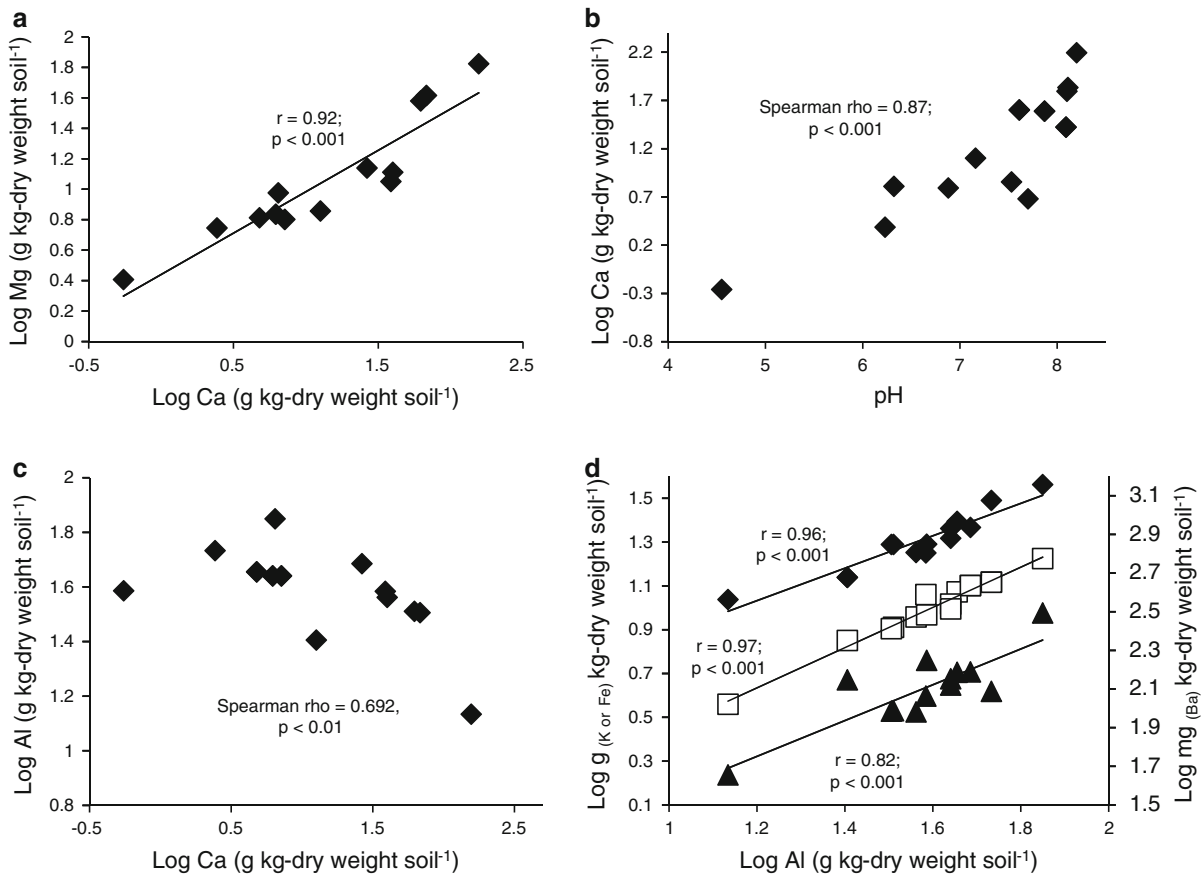 a
Log Mg (g kg-dry weight soil⁻¹)
2
1.8
1.6
1.4
1.2
1
0.8
0.6
0.4
0.2
0
r = 0.92;
p < 0.001
-0.5
0.5
1.5
2.5
Log Ca (g kg-dry weight soil⁻¹)
b
Log Ca (g kg-dry weight soil⁻¹)
2.2
1.7
1.2
0.7
0.2
-0.3
-0.8
Spearman rho = 0.87;
p < 0.001
4
5
6
7
8
pH
c
Log Al (g kg-dry weight soil⁻¹)
2
1.8
1.6
1.4
1.2
1
0.8
Spearman rho = 0.692,
p < 0.01
-0.5
0.5
1.5
2.5
Log Ca (g kg-dry weight soil⁻¹)
d
Log g (K or Fe) kg-dry weight soil⁻¹)
1.5
1.3
1.1
0.9
0.7
0.5
0.3
0.1
r = 0.96;
p < 0.001
r = 0.97;
p < 0.001
r = 0.82;
p < 0.001
3.1
2.9
2.7
2.5
2.3
2.1
1.9
1.7
1.5
Log mg (Ba) kg-dry weight soil⁻¹)
1
1.2
1.4
1.6
1.8
2
Log Al (g kg-dry weight soil⁻¹)